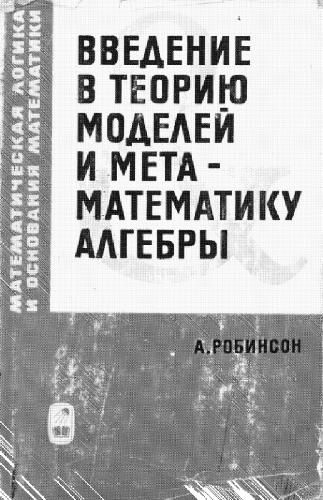 МАТЕМАТИЧЕСКАЯ ЛОГИКА
И ОСНОВАНИЯ МАТЕМАТИКИ
ВВЕДЕНИЕ
В ТЕОРИЮ
МОДЕЛЕЙ
И МЕТА-
МАТЕМАТИКУ
АЛГЕБРЫ
А. РОБИНСОН